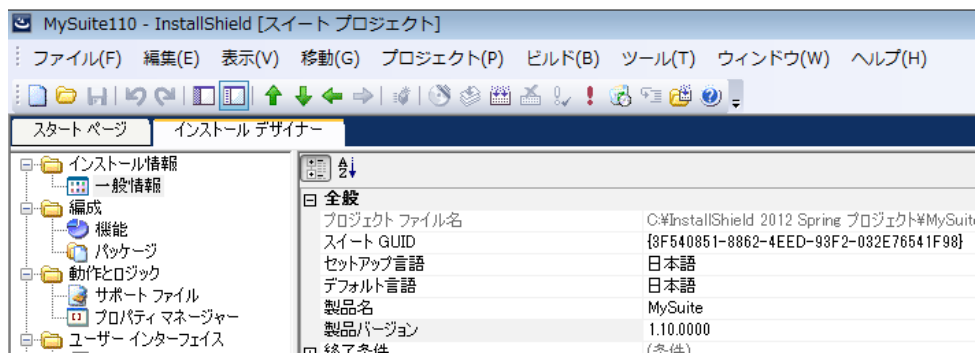 MySuite110 - InstallShield [スイート プロジェクト]
ファイル(F) 編集(E) 表示(V) 移動(G) プロジェクト(P) ビルド(B) ツール(T) ウィンドウ(W) ヘルプ(H)
スタート ページ インストール デザイナー
インストール情報
一般情報
編成
機能
パッケージ
動作とロジック
サポート ファイル
プロパティ マネージャー
ユーザー インターフェイス
全般
プロジェクト ファイル名 C:¥InstallShield 2012 Spring プロジェクト¥MySuite
スイート GUID {3F540851-8862-4EED-93F2-032E76541F98}
セットアップ言語 日本語
デフォルト言語 日本語
製品名 MySuite
製品バージョン 1.10.0000
終了条件 (条件)